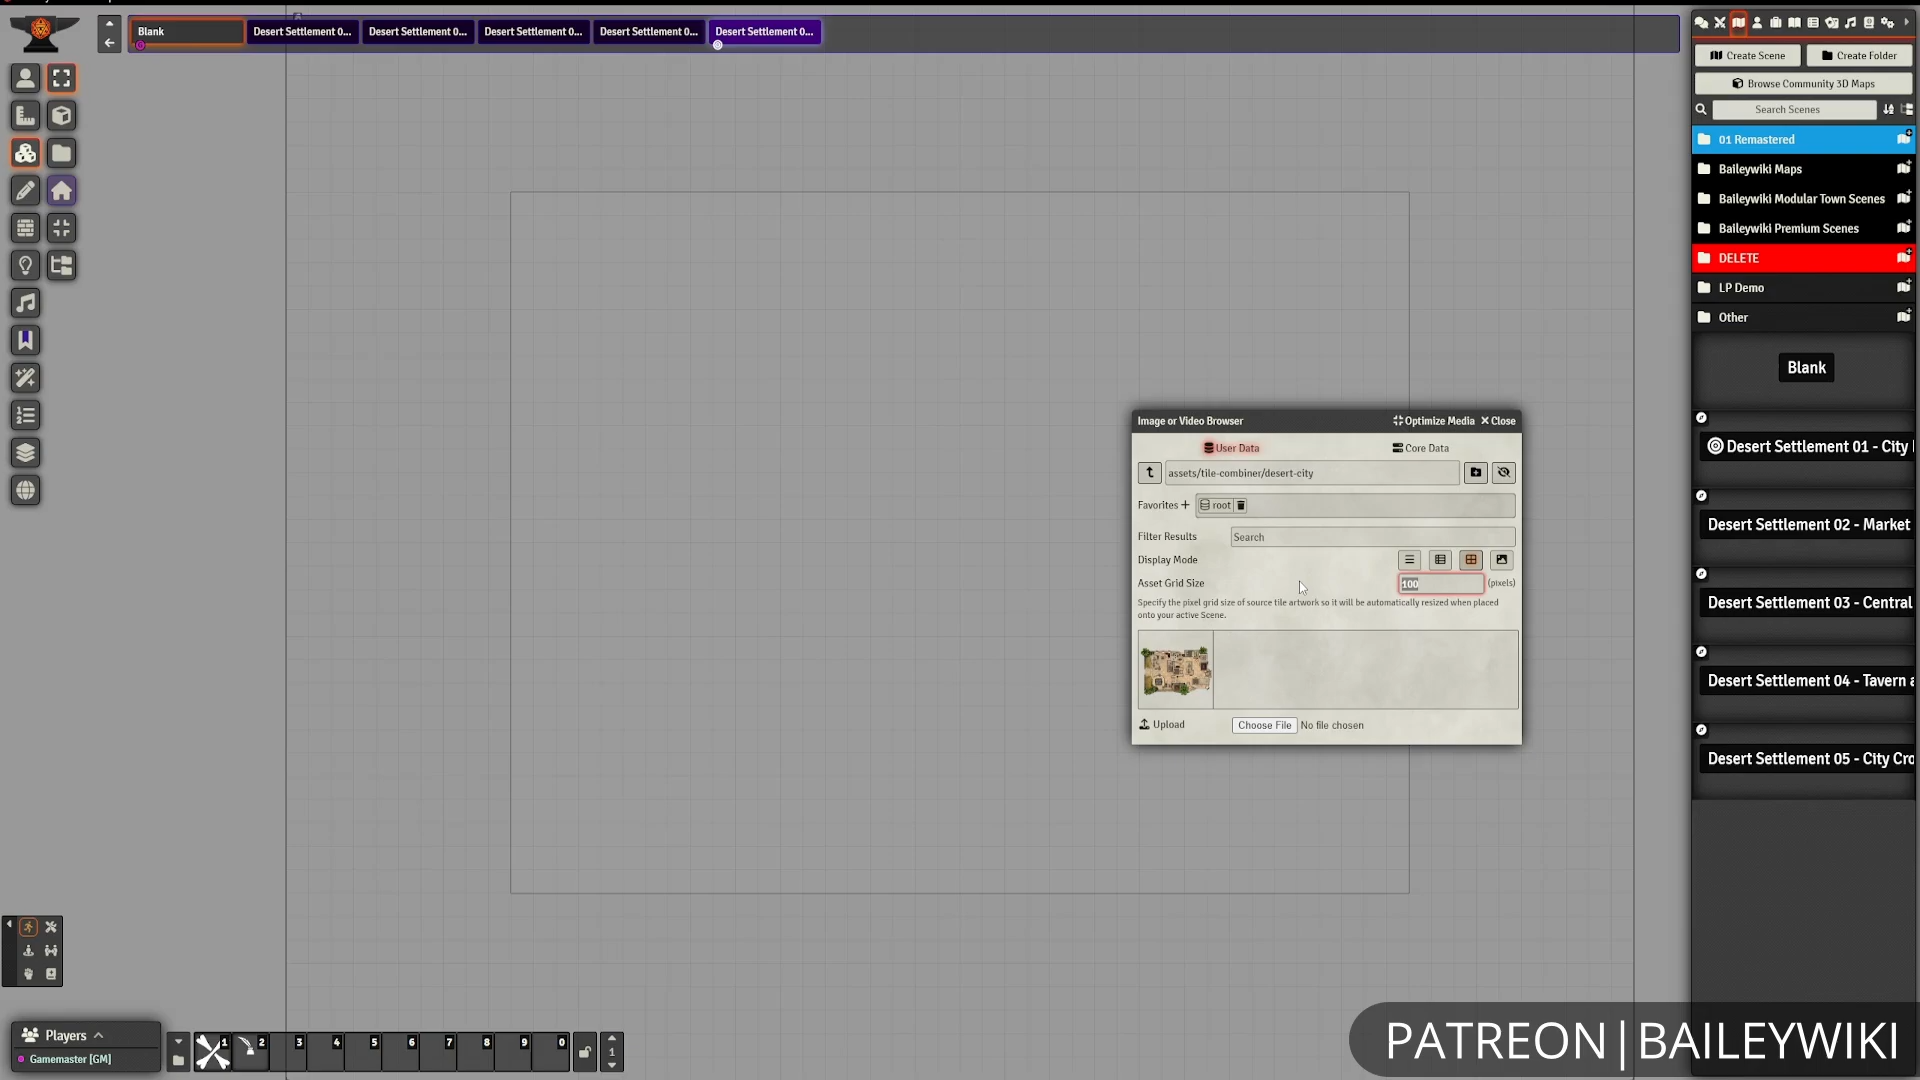 Blank
Desert Settlement 0...
Desert Settlement 0...
Desert Settlement 0...
Desert Settlement 0...
Desert Settlement 0...
G
Create Scene
Create Folder
Browse Community 3D Maps
Search Scenes
01 Remastered
Baileywiki Maps
Baileywiki Modular Town Scenes
Baileywiki Premium Scenes
DELETE
LP Demo
Other
Blank
Desert Settlement 01 - City
Desert Settlement 02 - Market
Desert Settlement 03 - Central
Desert Settlement 04 - Tavern a
Desert Settlement 05 - City Cro
Image or Video Browser
Optimize Media
Close
User Data
Core Data
assets/tile-combiner/desert-city
Favorites +
root
Filter Results
Search
Display Mode
Asset Grid Size
100
(pixels)
Specify the pixel grid size of source tile artwork so it will be automatically resized when placed
onto your active Scene.
Upload
Choose File
No file chosen
Players
Gamemaster [GM]
1 2 3 4 5 6 7 8 9 0
1
PATREON|BAILEYWIKI